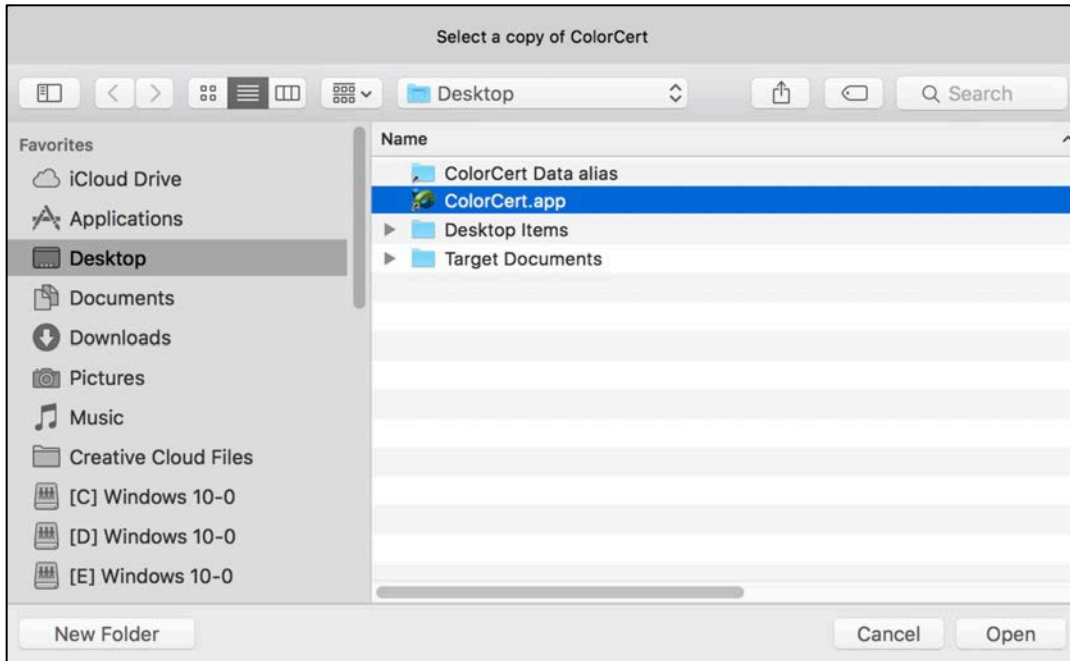 Select a copy of ColorCert
Desktop
Search
Favorites
iCloud Drive
Applications
Desktop
Documents
Downloads
Pictures
Music
Creative Cloud Files
[C] Windows 10-0
[D] Windows 10-0
[E] Windows 10-0
Name
ColorCert Data alias
ColorCert.app
Desktop Items
Target Documents
New Folder
Cancel
Open